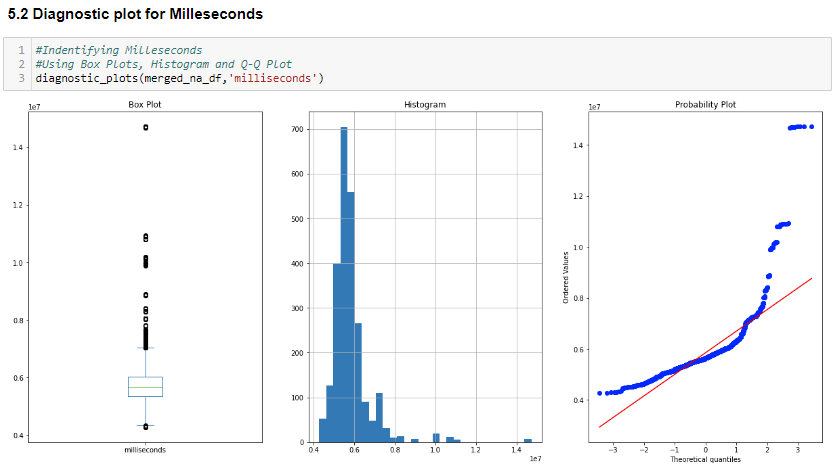 5.2 Diagnostic plot for Milleseconds
1 #Indentifying Milleseconds
2 #Using Box Plots, Histogram and Q-Q Plot
3 diagnostic_plots(merged_na_df,'milliseconds')
1e7 Box Plot
1.4
1.2
1.0
0.8
0.6
0.4
milliseconds
Histogram
700
600
500
400
300
200
100
0
0.4 0.6 0.8 1.0 1.2 1.4
1e7
1e7 Probability Plot
Ordered Values
1.4
1.2
1.0
0.8
0.6
0.4
−3 −2 −1 0 1 2 3
Theoretical quantiles